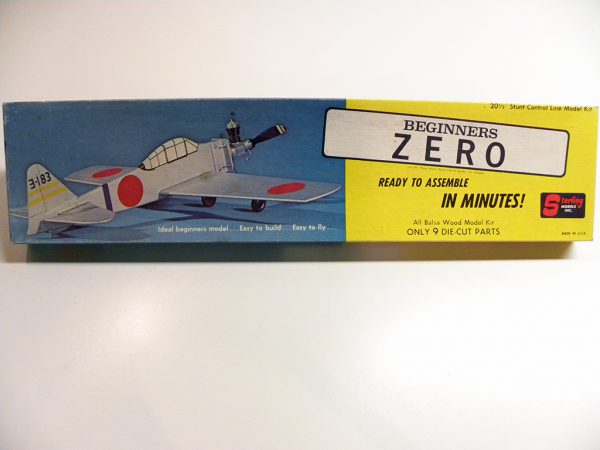 20½" Stunt Control Line Model Kit
BEGINNERS
ZERO
READY TO ASSEMBLE
IN MINUTES!
Sterling
MODELS
INC.
All Balsa Wood Model Kit
ONLY 9 DIE-CUT PARTS
MADE IN U.S.A.
3-183
Ideal beginners model... Easy to build... Easy to fly...